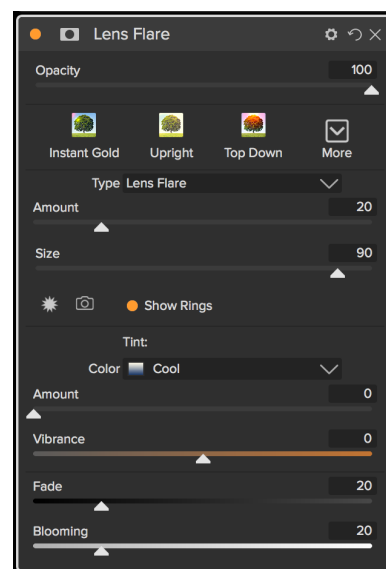 Lens Flare
Opacity 100
Instant Gold Upright Top Down More
Type Lens Flare
Amount 20
Size 90
Show Rings
Tint:
Color Cool
Amount 0
Vibrance 0
Fade 20
Blooming 20